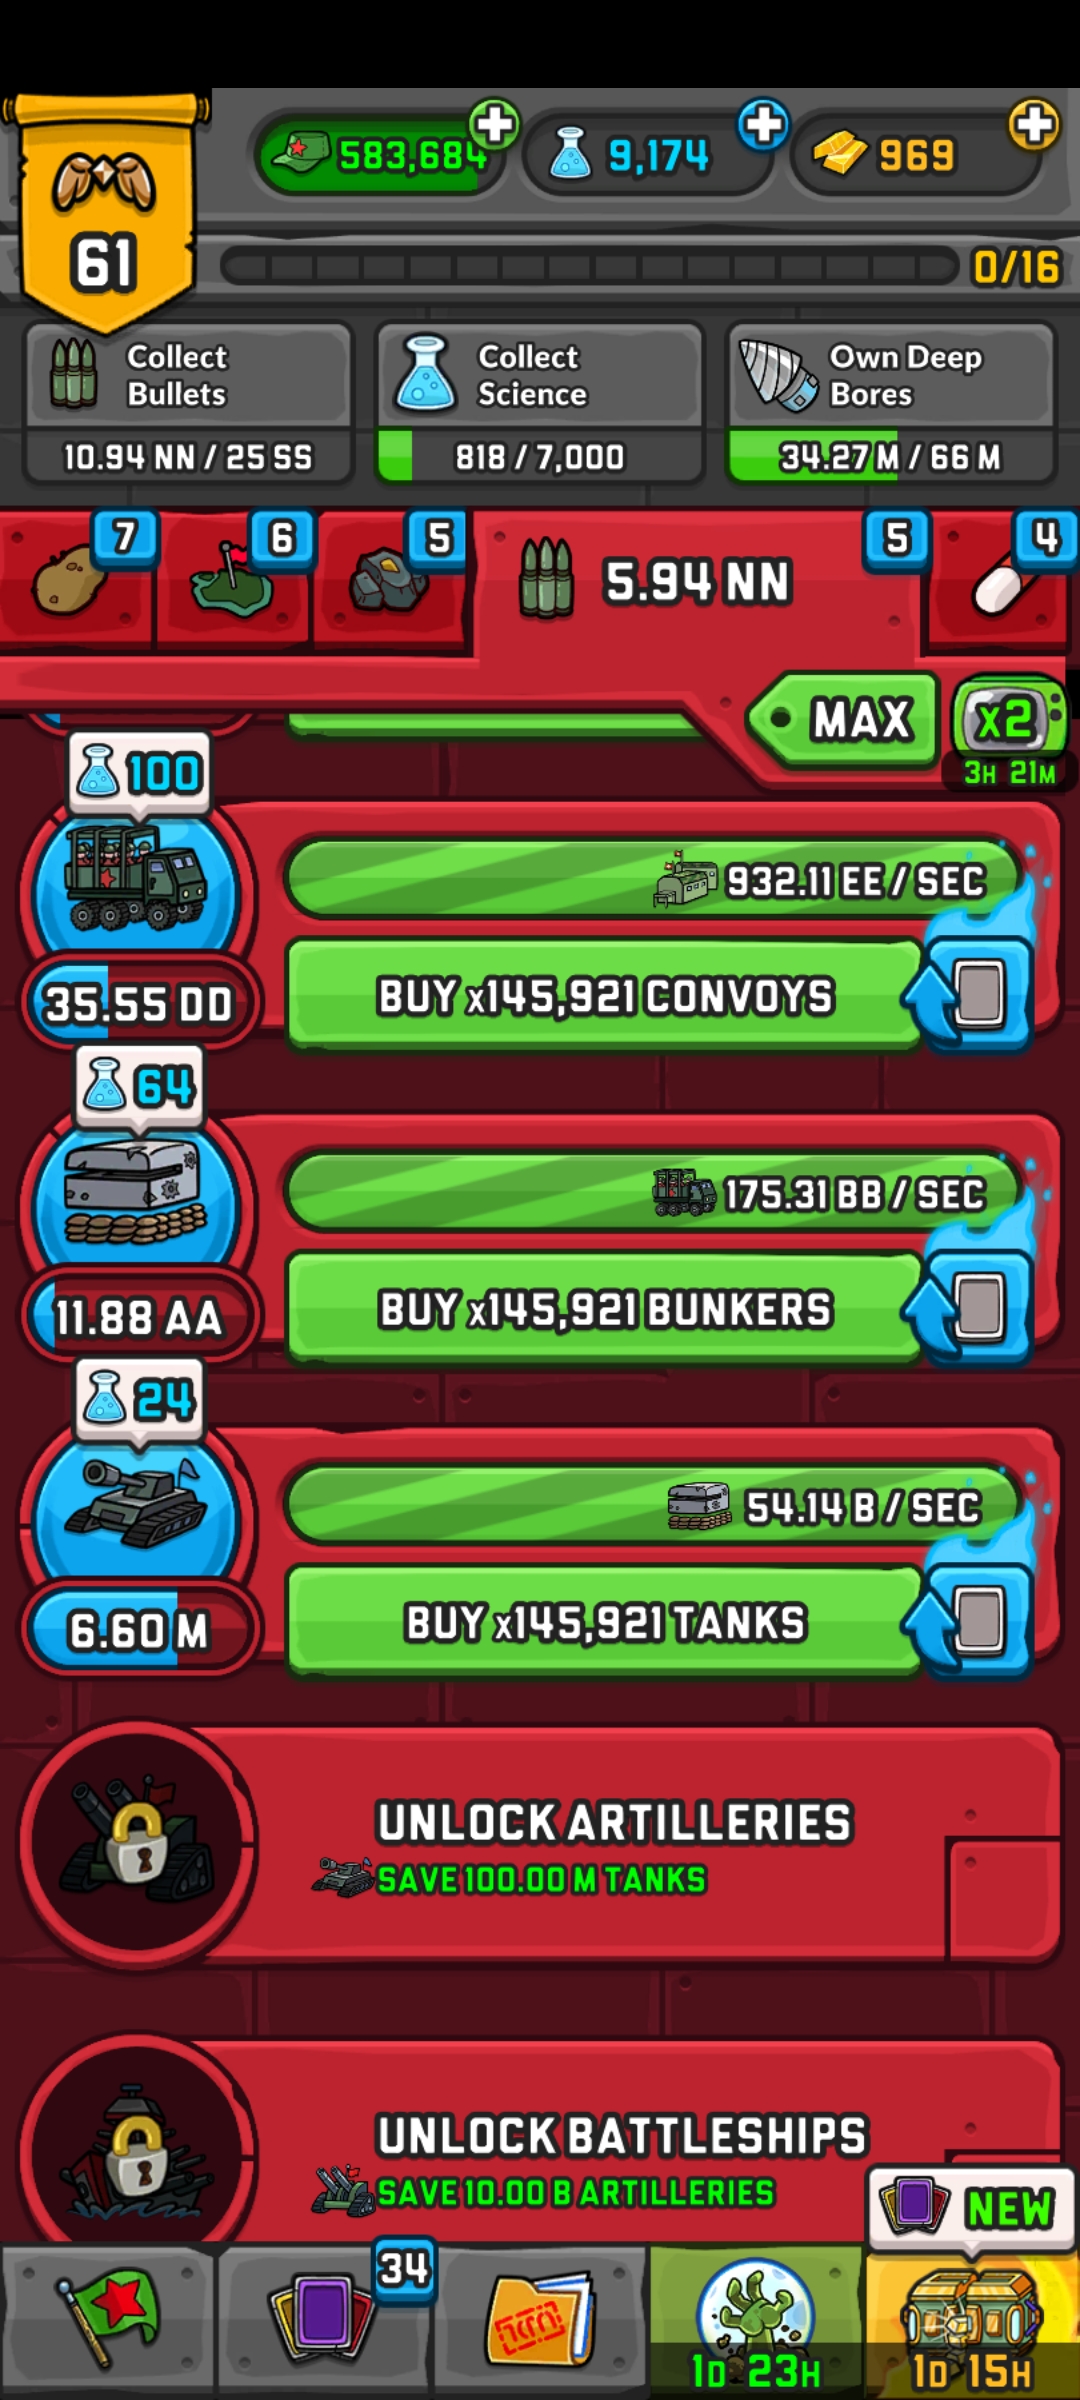 583,684
9,174
969
61
0/16
Collect
Bullets
10.94 NN / 25 SS
Collect
Science
818 / 7,000
Own Deep
Bores
34.27 M / 66 M
7
6
5
5.94 NN
5
4
MAX
x2
3H 21M
100
932.11 EE / SEC
BUY x145,921 CONVOYS
35.55 DD
64
175.31 BB / SEC
BUY x145,921 BUNKERS
11.88 AA
24
54.14 B / SEC
BUY x145,921 TANKS
6.60 M
UNLOCK ARTILLERIES
SAVE 100.00 M TANKS
UNLOCK BATTLESHIPS
SAVE 10.00 B ARTILLERIES
NEW
34
1D 23H
1D 15H